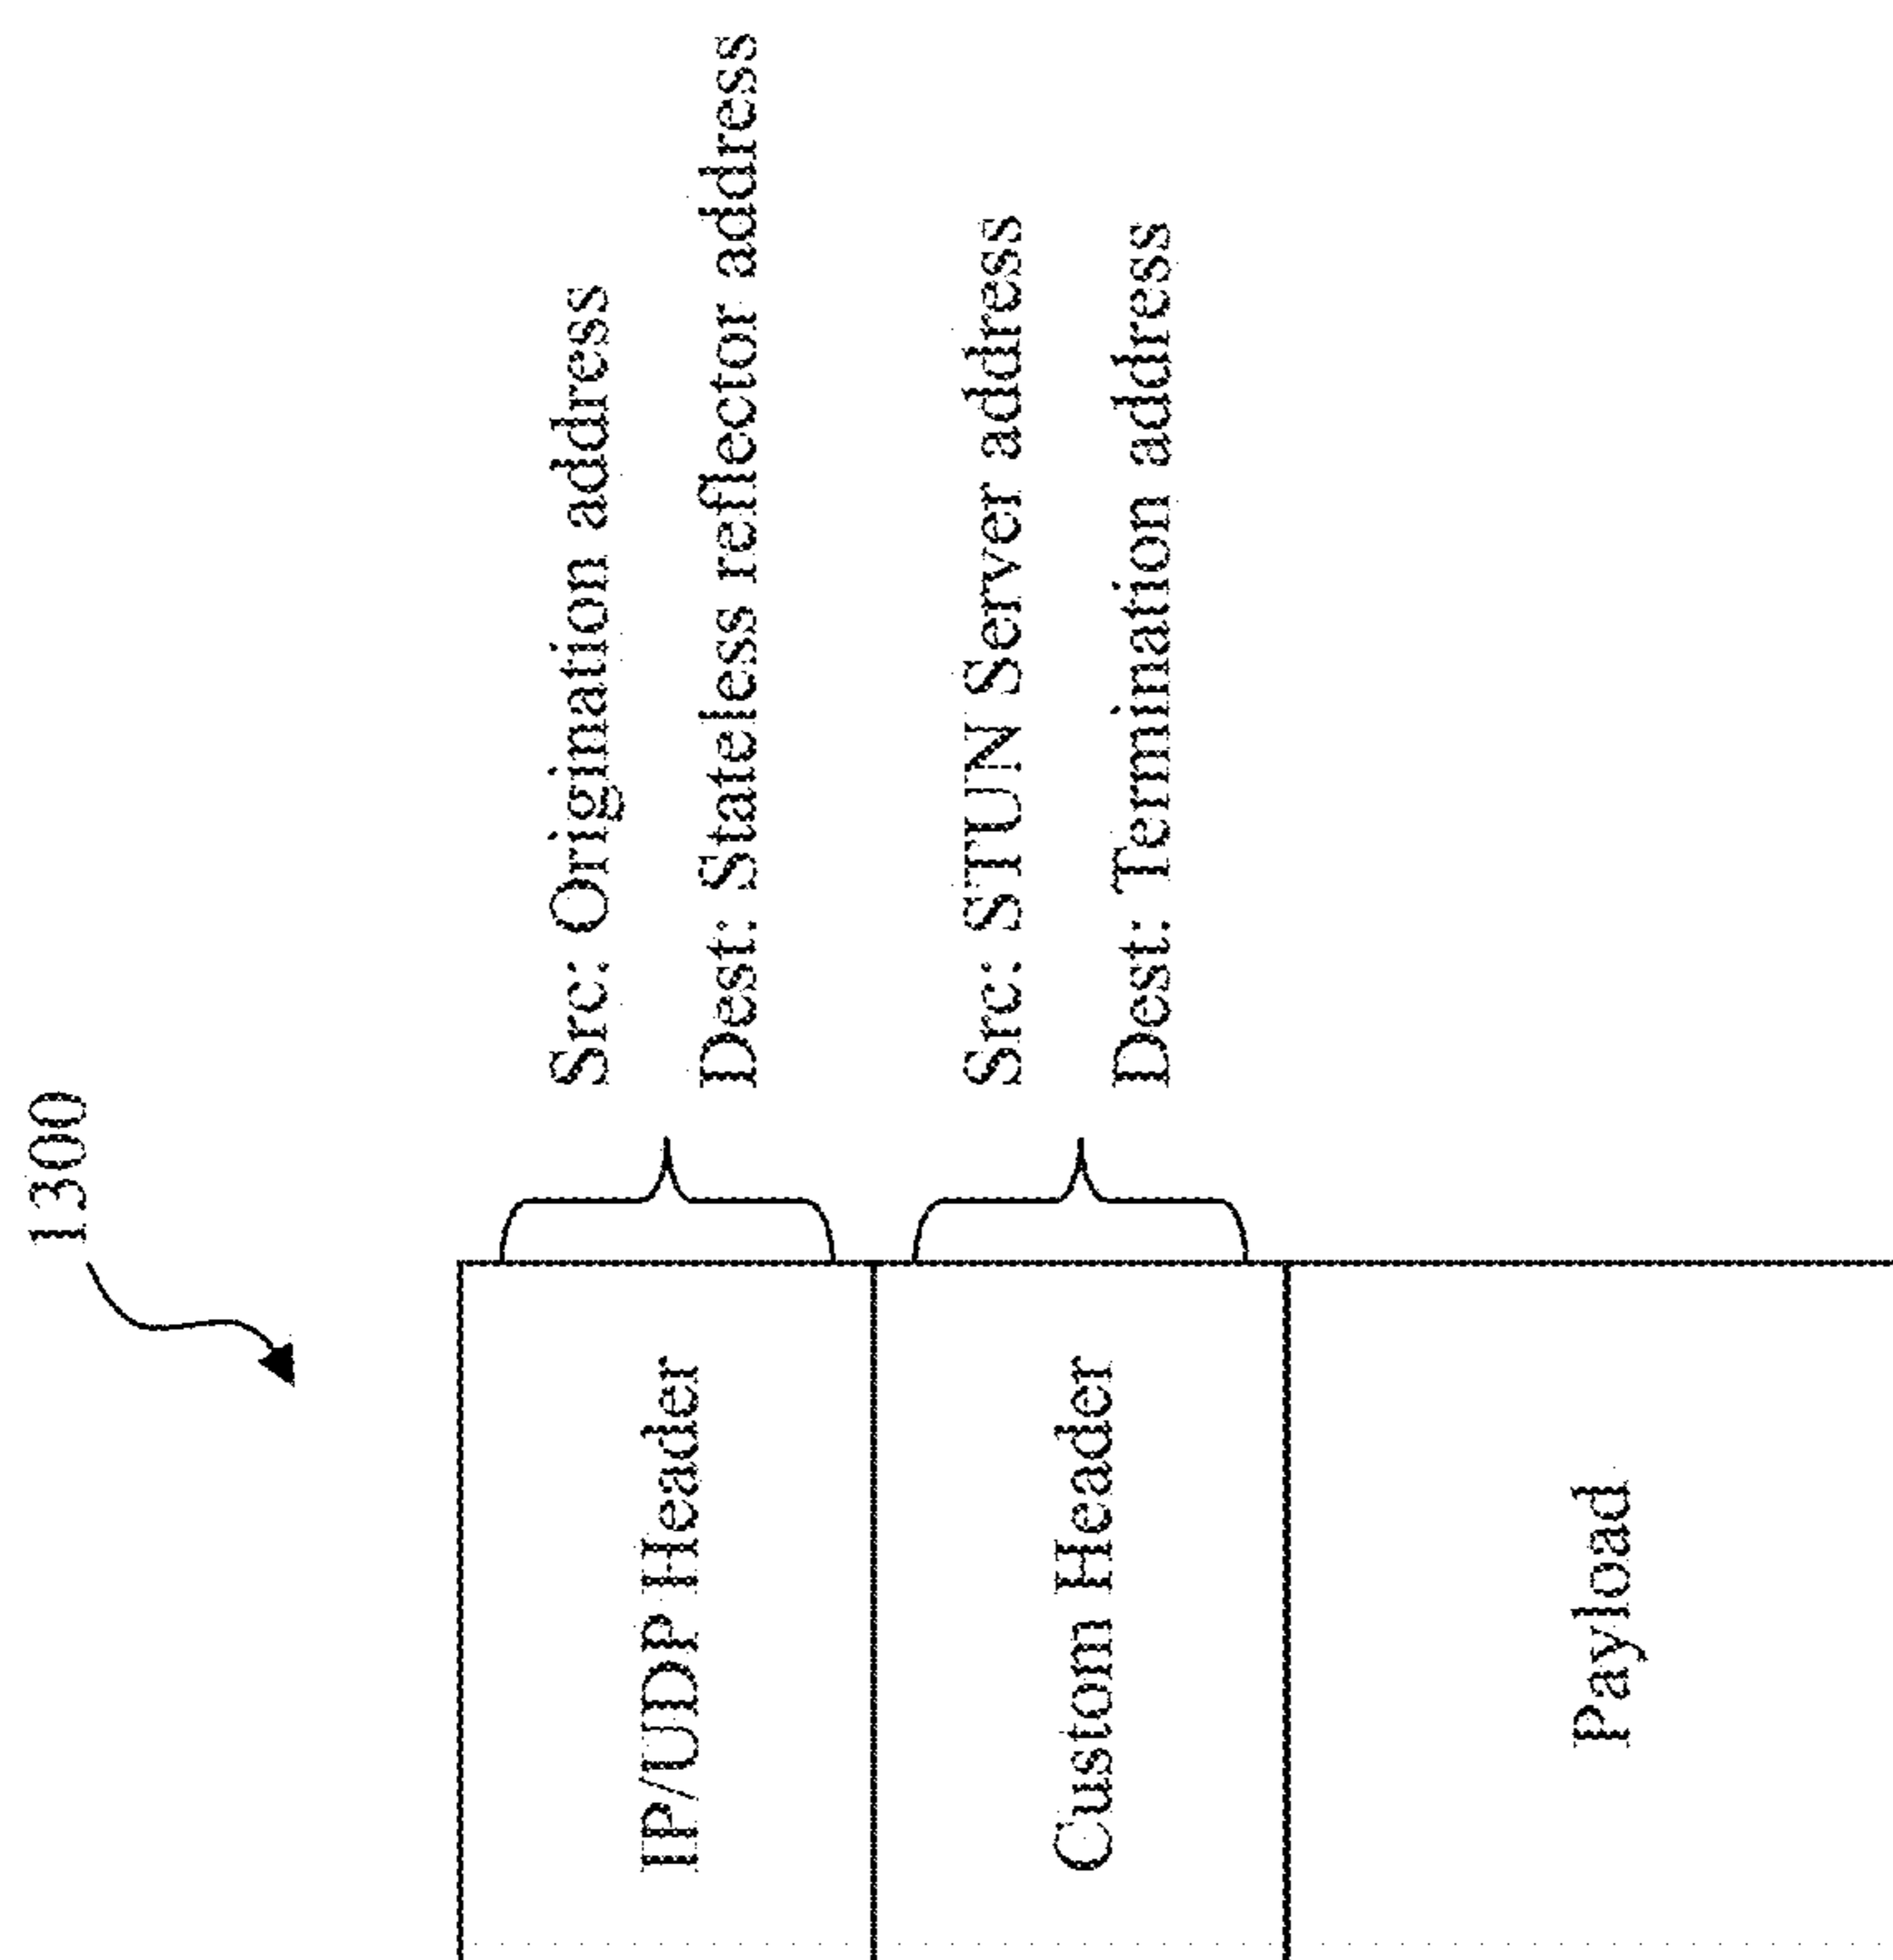 1300
IP/UDP Header
Src: Origination address
Dest: Stateless reflector address
Custom Header
Src: STUN Server address
Dest: Termination address
Payload